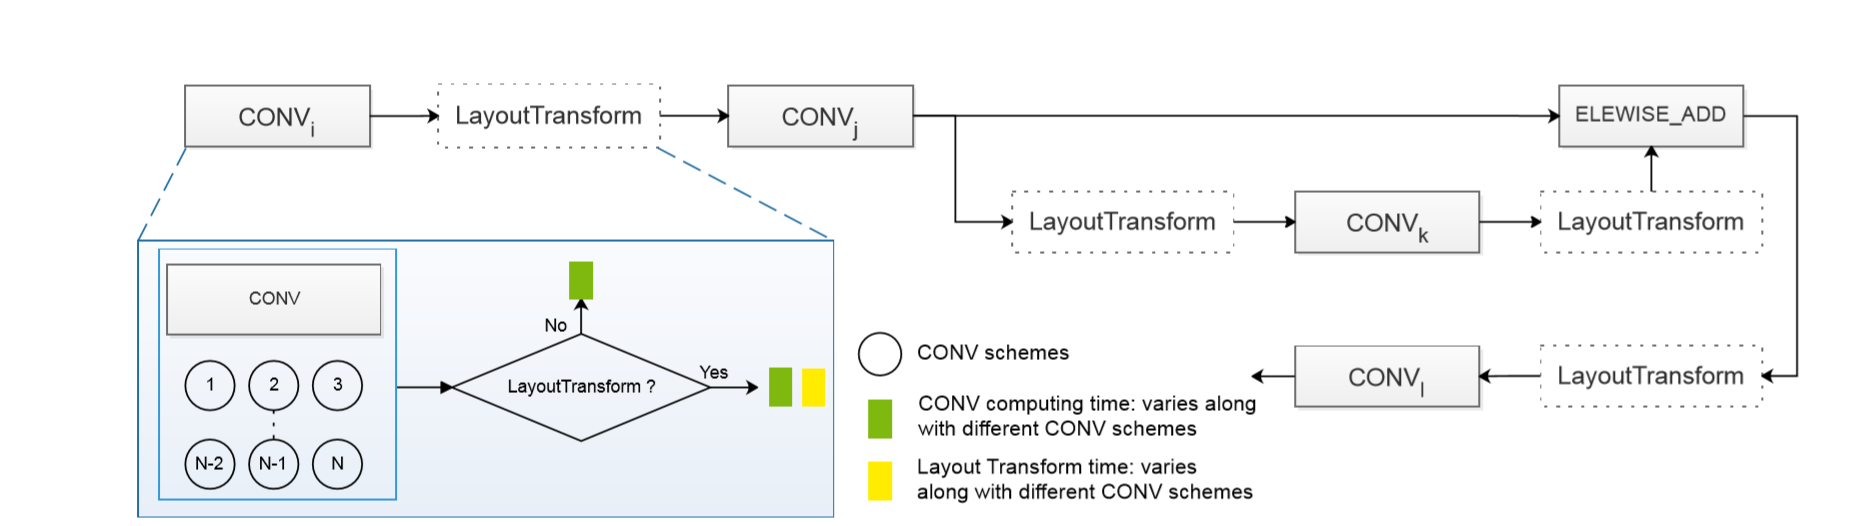 CONVi
LayoutTransform
CONVj
ELEWISE_ADD
LayoutTransform
CONVk
LayoutTransform
CONV
No
1
2
3
LayoutTransform ?
Yes
N-2
N-1
N
CONV schemes
CONV computing time: varies along
with different CONV schemes
Layout Transform time: varies
along with different CONV schemes
CONVl
LayoutTransform